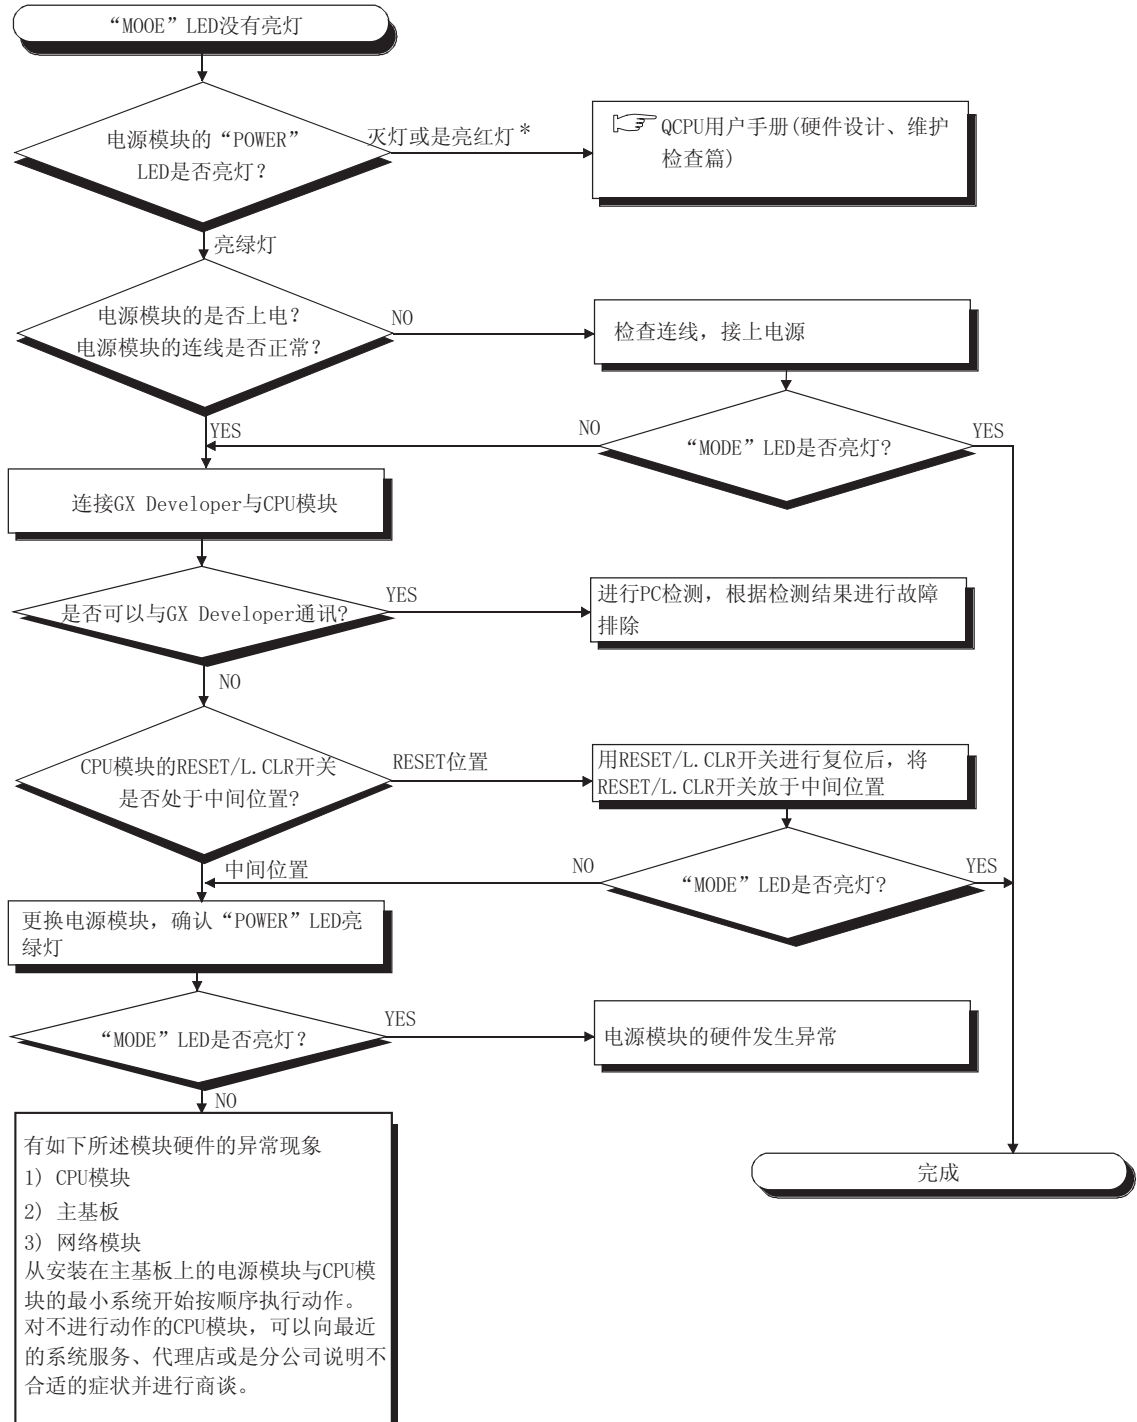 “MOOE”LED没有亮灯
电源模块的“POWER”
LED是否亮灯？
灭灯或是亮红灯*
QCPU用户手册(硬件设计、维护
检查篇)
亮绿灯
电源模块的是否上电？
电源模块的连线是否正常？
NO
检查连线，接上电源
YES
NO
“MODE”LED是否亮灯?
YES
连接GX Developer与CPU模块
是否可以与GX Developer通讯?
YES
进行PC检测，根据检测结果进行故障
排除
NO
CPU模块的RESET/L.CLR开关
是否处于中间位置?
RESET位置
用RESET/L.CLR开关进行复位后，将
RESET/L.CLR开关放于中间位置
中间位置
NO
“MODE”LED是否亮灯?
YES
更换电源模块，确认“POWER”LED亮
绿灯
“MODE”LED是否亮灯？
YES
电源模块的硬件发生异常
NO
有如下所述模块硬件的异常现象
1) CPU模块
2) 主基板
3) 网络模块
从安装在主基板上的电源模块与CPU模
块的最小系统开始按顺序执行动作。
对不进行动作的CPU模块，可以向最近
的系统服务、代理店或是分公司说明不
合适的症状并进行商谈。
完成